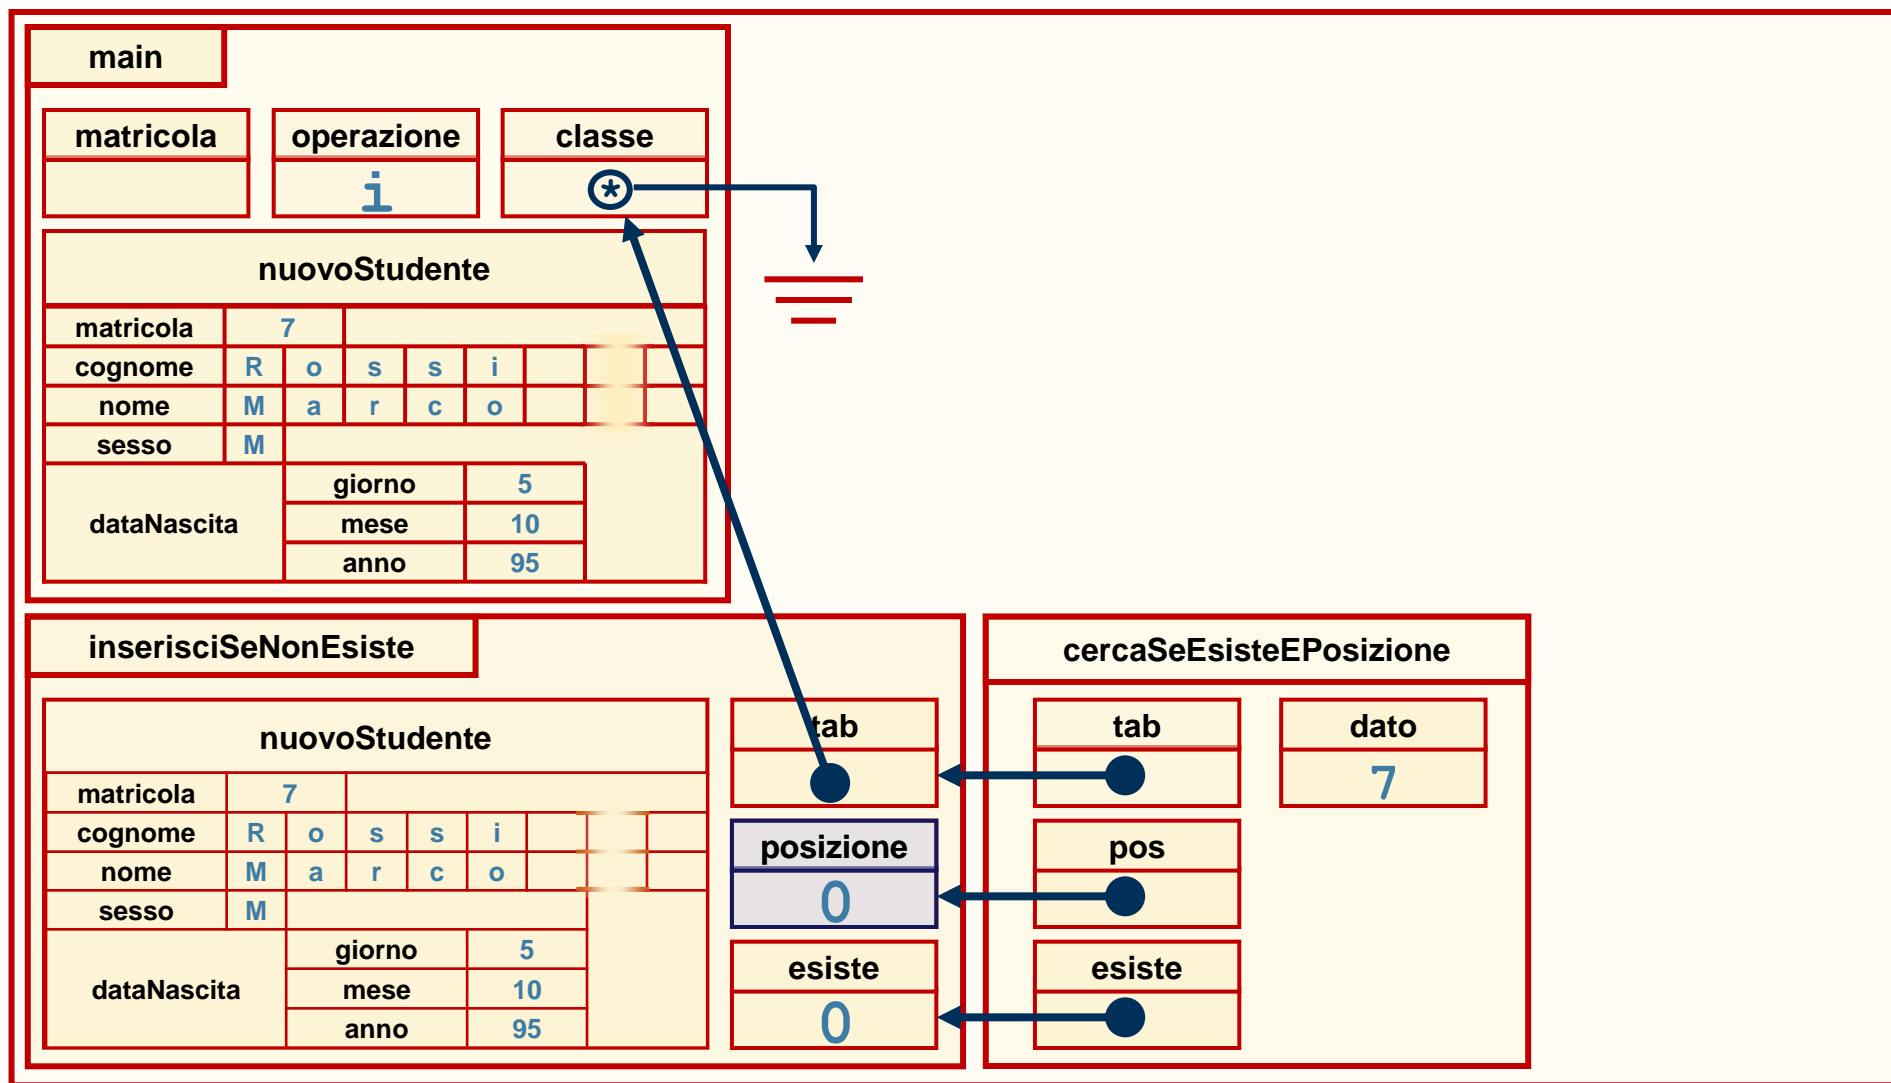 main
matricola operazione classe
i *
nuovoStudente
matricola 7
cognome R o s s i
nome M a r c o
sesso M
dataNascita
giorno 5
mese 10
anno 95
inserisciSeNonEsiste
nuovoStudente
matricola 7
cognome R o s s i
nome M a r c o
sesso M
dataNascita
giorno 5
mese 10
anno 95
tab
posizione
0
esiste
0
cercaSeEsisteEPosizione
tab dato
7
pos
esiste